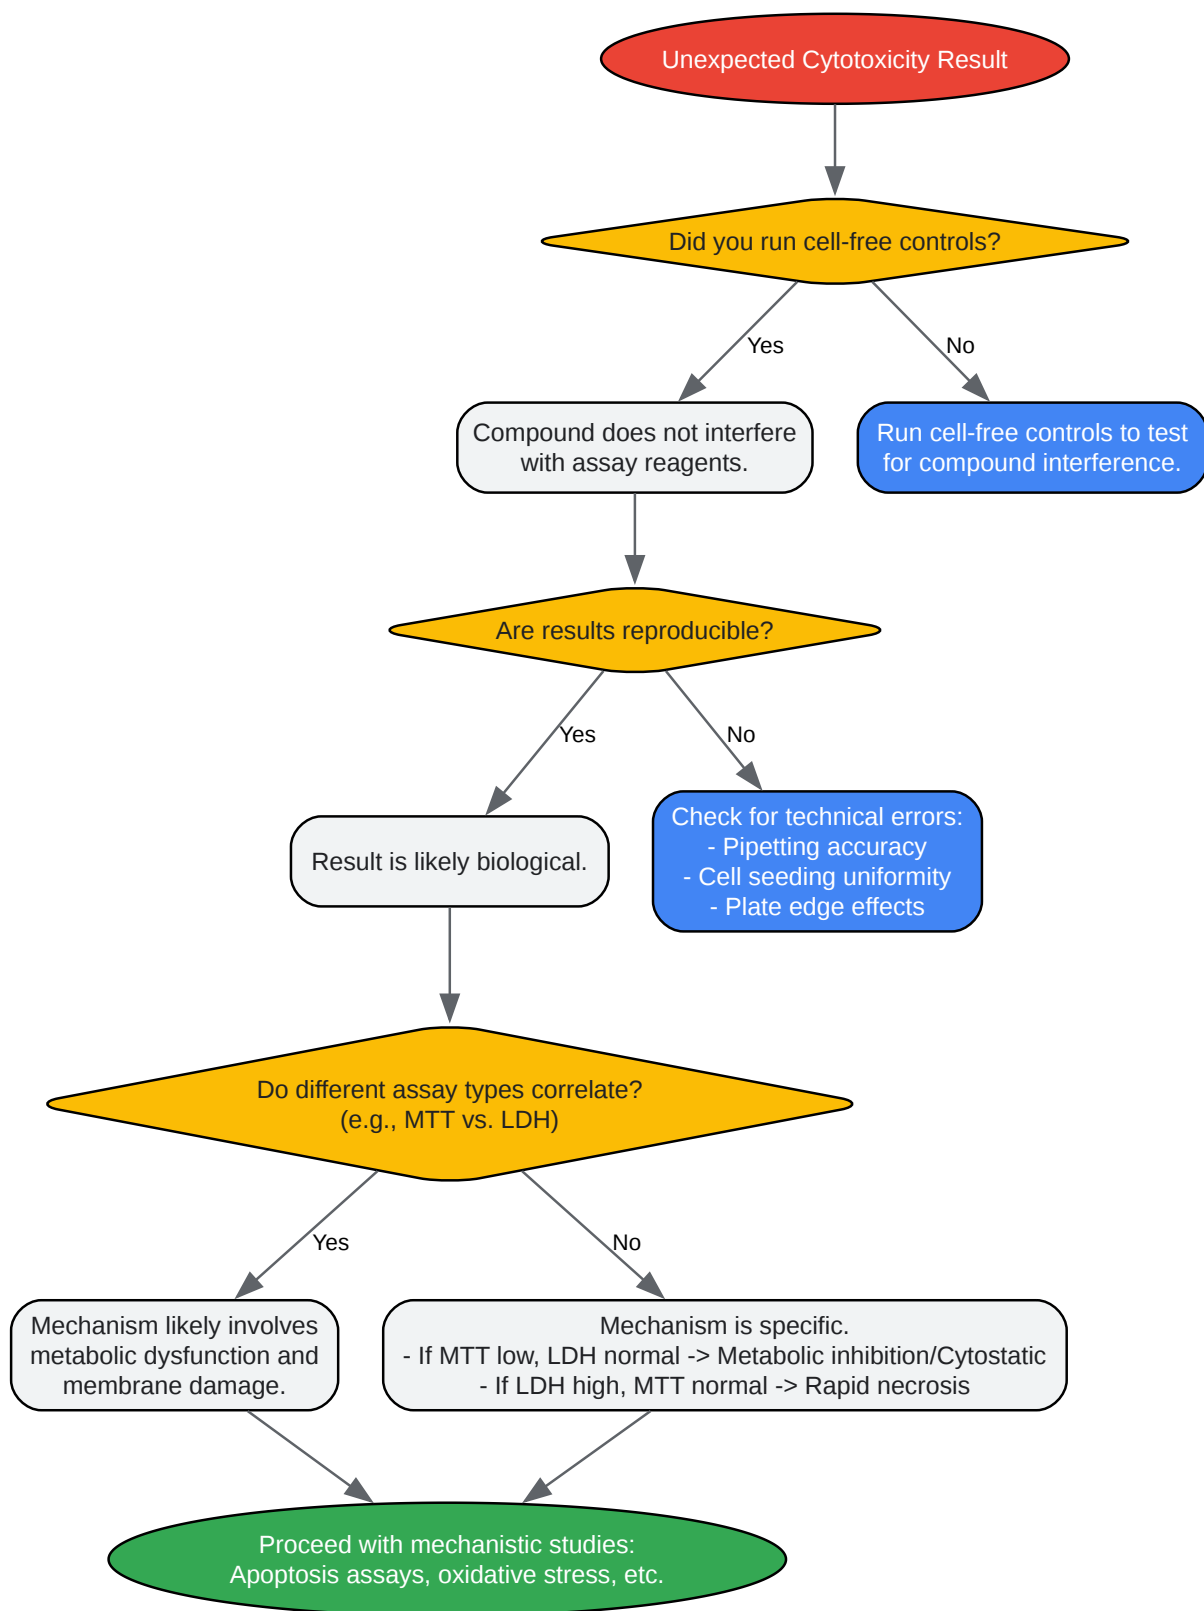 Unexpected Cytotoxicity Result
Did you run cell-free controls?
Yes
No
Compound does not interfere
with assay reagents.
Run cell-free controls to test
for compound interference.
Are results reproducible?
Yes
No
Result is likely biological.
Check for technical errors:
- Pipetting accuracy
- Cell seeding uniformity
- Plate edge effects
Do different assay types correlate?
(e.g., MTT vs. LDH)
Yes
No
Mechanism likely involves
metabolic dysfunction and
membrane damage.
Mechanism is specific.
- If MTT low, LDH normal -> Metabolic inhibition/Cytostatic
- If LDH high, MTT normal -> Rapid necrosis
Proceed with mechanistic studies:
Apoptosis assays, oxidative stress, etc.